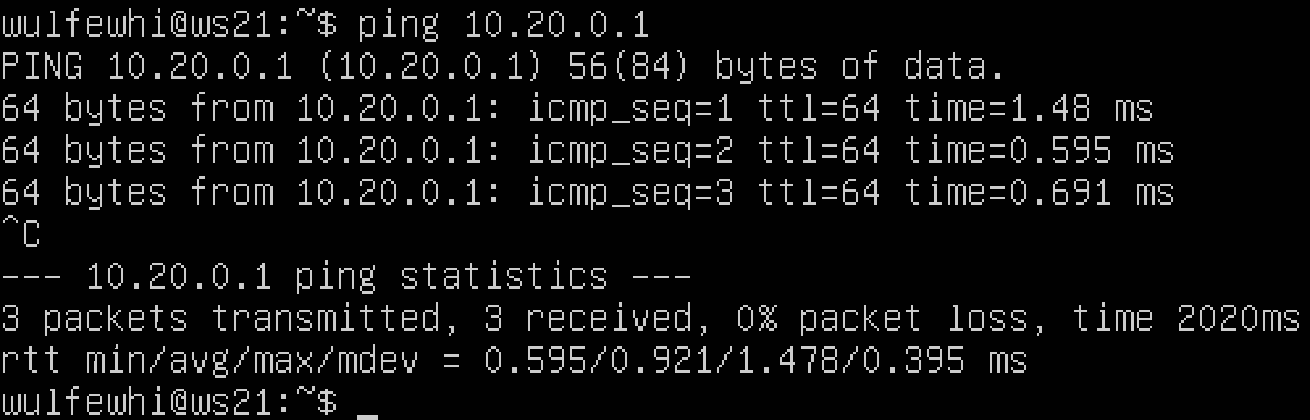 wulfewhi@ws21:~$ ping 10.20.0.1
PING 10.20.0.1 (10.20.0.1) 56(84) bytes of data.
64 bytes from 10.20.0.1: icmp_seq=1 ttl=64 time=1.48 ms
64 bytes from 10.20.0.1: icmp_seq=2 ttl=64 time=0.595 ms
64 bytes from 10.20.0.1: icmp_seq=3 ttl=64 time=0.691 ms
^C
--- 10.20.0.1 ping statistics ---
3 packets transmitted, 3 received, 0% packet loss, time 2020ms
rtt min/avg/max/mdev = 0.595/0.921/1.478/0.395 ms
wulfewhi@ws21:~$ _